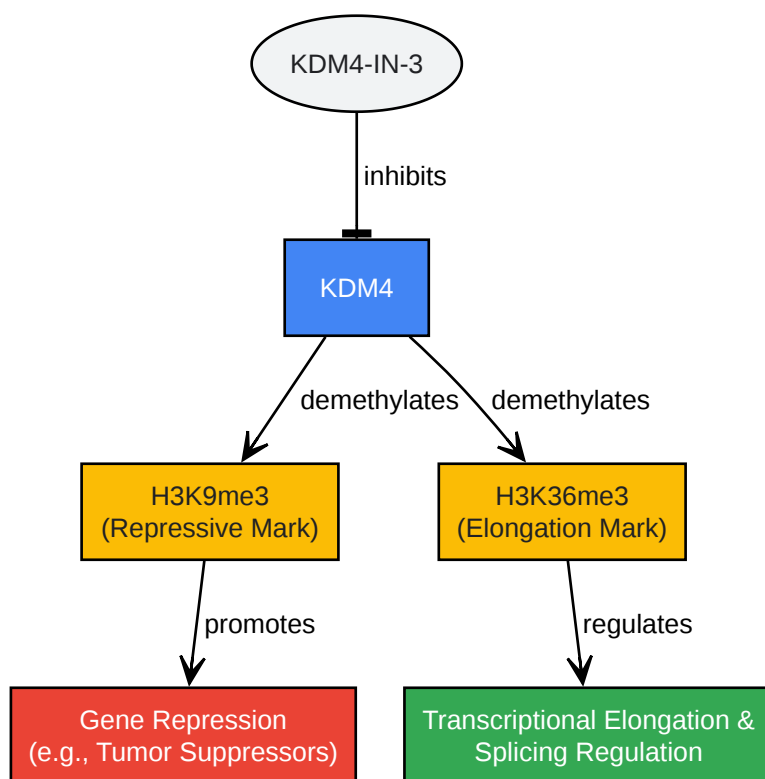 KDM4-IN-3
inhibits
KDM4
demethylates
demethylates
H3K9me3
(Repressive Mark)
H3K36me3
(Elongation Mark)
promotes
regulates
Gene Repression
(e.g., Tumor Suppressors)
Transcriptional Elongation &
Splicing Regulation